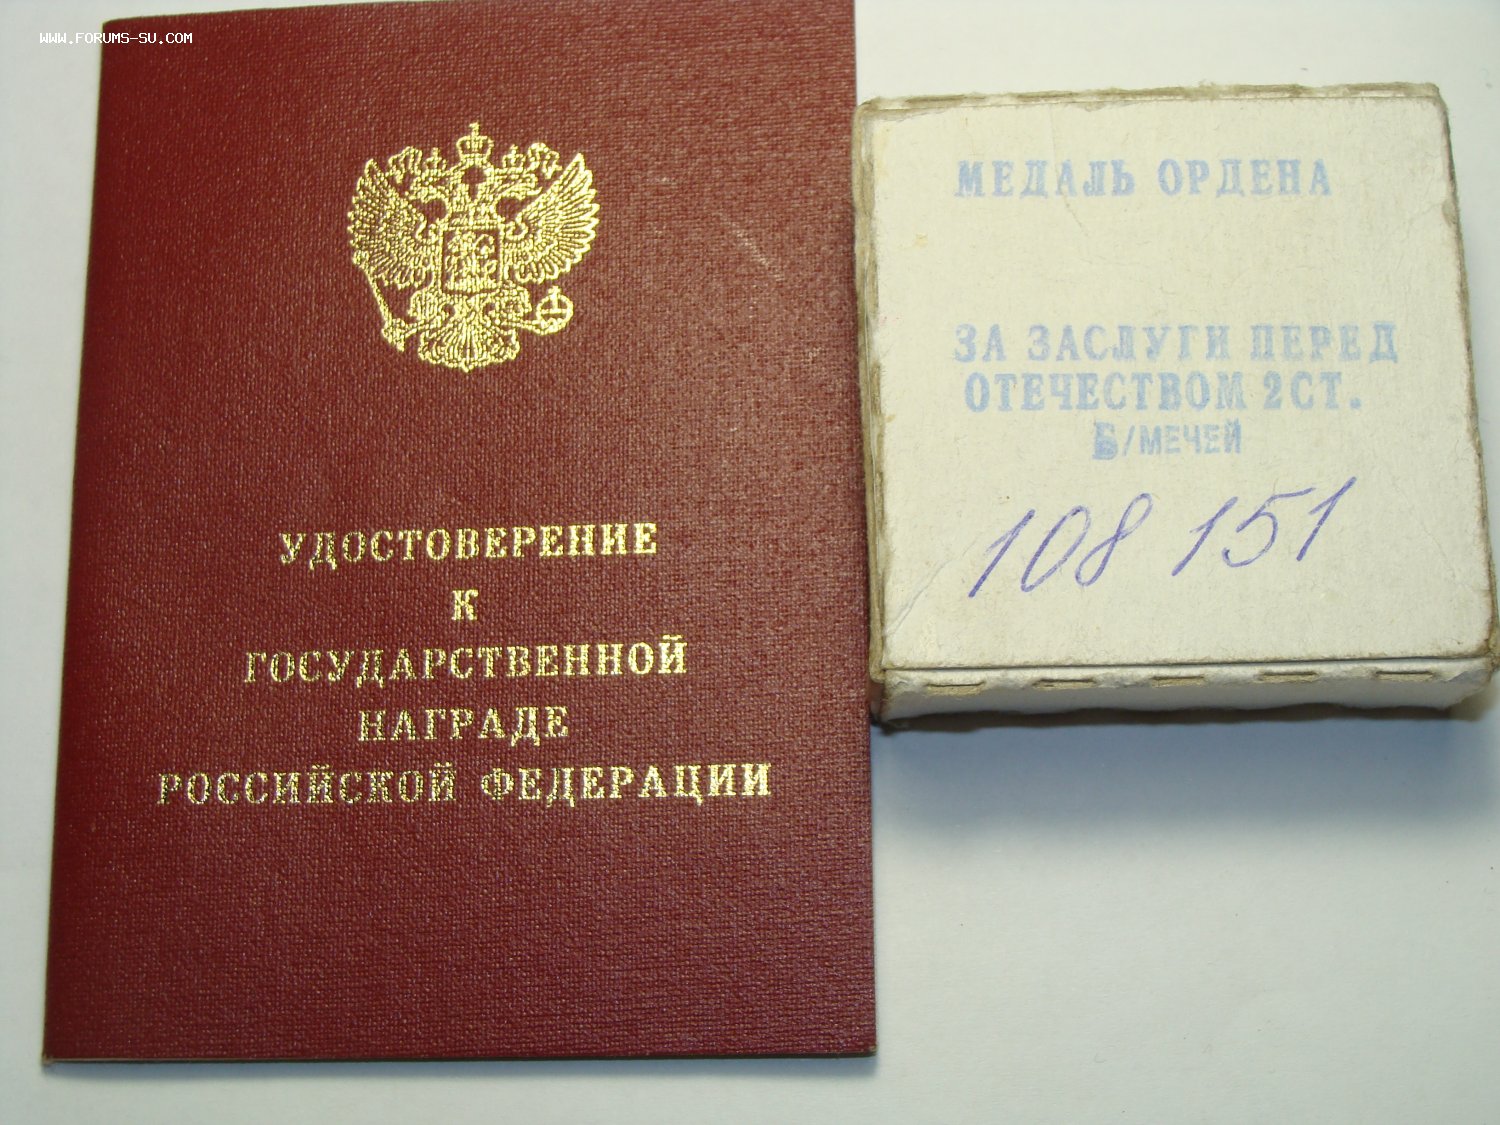 WWW.FORUMS-SU.COM
УДОСТОВЕРЕНИЕ
К
ГОСУДАРСТВЕННОЙ
НАГРАДЕ
РОССИЙСКОЙ ФЕДЕРАЦИИ
МЕДАЛЬ ОРДЕНА
ЗА ЗАСЛУГИ ПЕРЕД
ОТЕЧЕСТВОМ 2СТ.
Б/МЕЧЕЙ
108 151